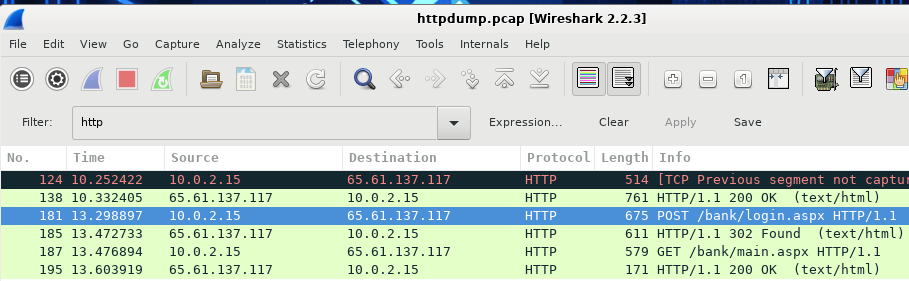 httpdump.pcap [Wireshark 2.2.3]
File Edit View Go Capture Analyze Statistics Telephony Tools Internals Help
Filter: http Expression... Clear Apply Save
No. Time Source Destination Protocol Length Info
124 10.252422 10.0.2.15 65.61.137.117 HTTP 514 [TCP Previous segment not captur
138 10.332405 65.61.137.117 10.0.2.15 HTTP 761 HTTP/1.1 200 OK (text/html)
181 13.298897 10.0.2.15 65.61.137.117 HTTP 675 POST /bank/login.aspx HTTP/1.1
185 13.472733 65.61.137.117 10.0.2.15 HTTP 611 HTTP/1.1 302 Found (text/html)
187 13.476894 10.0.2.15 65.61.137.117 HTTP 579 GET /bank/main.aspx HTTP/1.1
195 13.603919 65.61.137.117 10.0.2.15 HTTP 171 HTTP/1.1 200 OK (text/html)